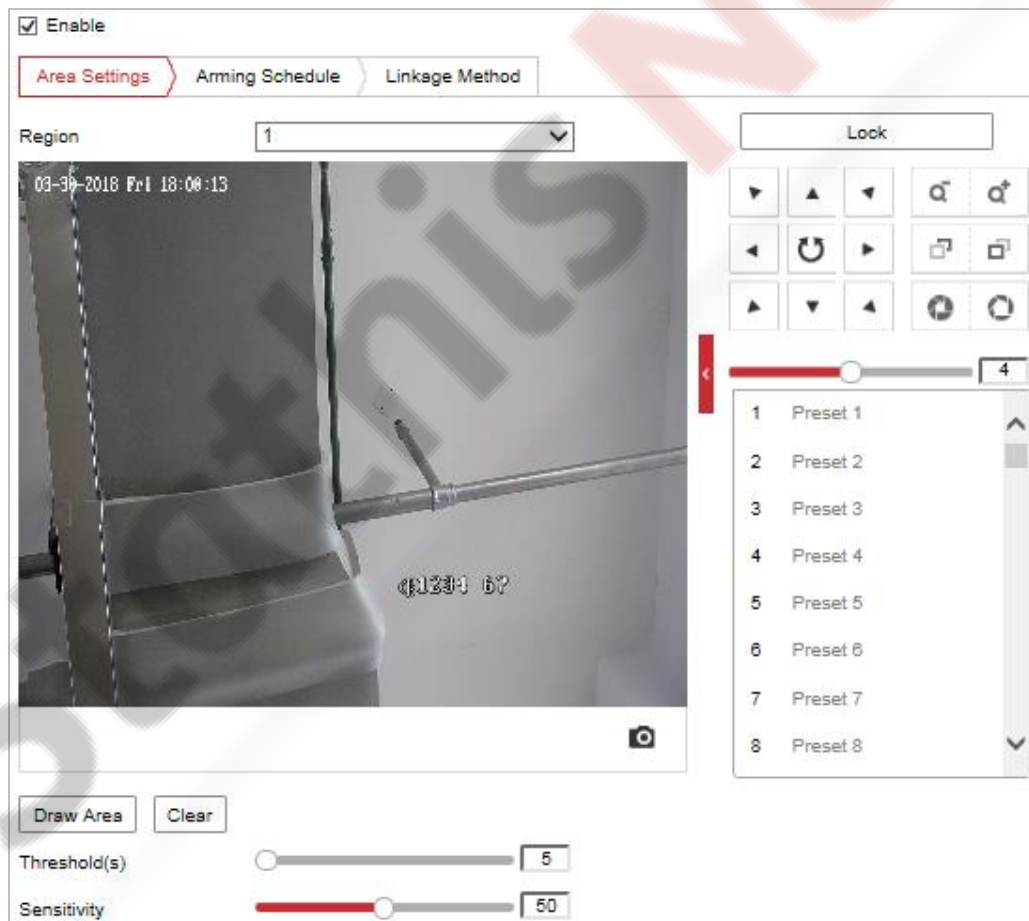 Enable
Area Settings
Arming Schedule
Linkage Method
Region
1
Lock
03-30-2018 Fri 18:00:13
4
1 Preset 1
2 Preset 2
3 Preset 3
4 Preset 4
5 Preset 5
6 Preset 6
7 Preset 7
8 Preset 8
Draw Area
Clear
Threshold(s)
5
Sensitivity
50